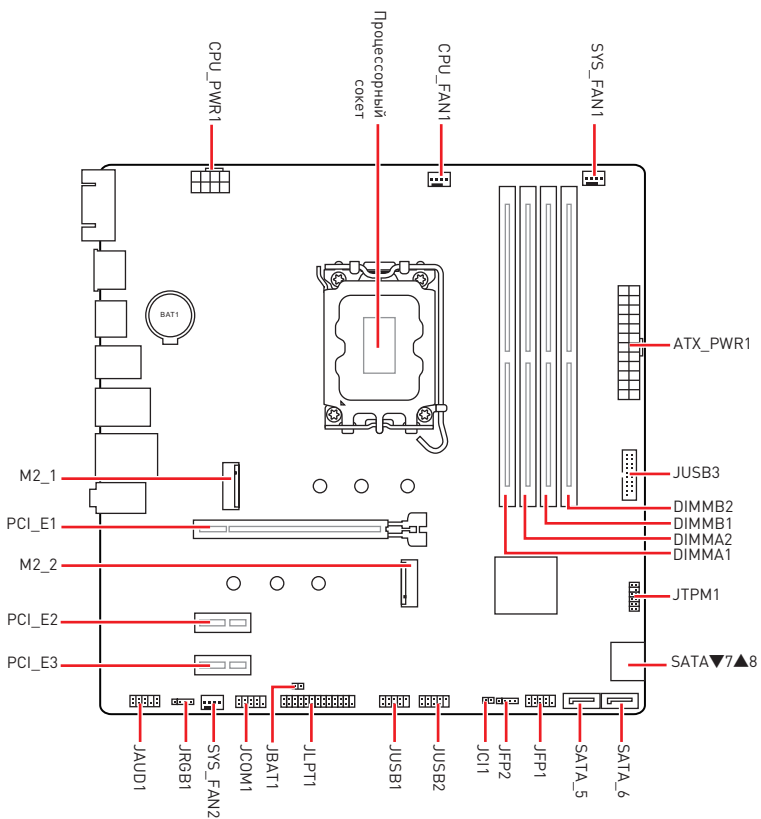 CPU_PWR1
Процессорный
сокет
CPU_FAN1
SYS_FAN1
BAT1
ATX_PWR1
JUSB3
DIMMB2
DIMMB1
DIMMA2
DIMMA1
JTPM1
SATA▼7▲8
M2_1
PCI_E1
M2_2
PCI_E2
PCI_E3
JAUD1
JRGB1
SYS_FAN2
JCOM1
JBAT1
JLPT1
JUSB1
JUSB2
JCI1
JFP2
JFP1
SATA_5
SATA_6